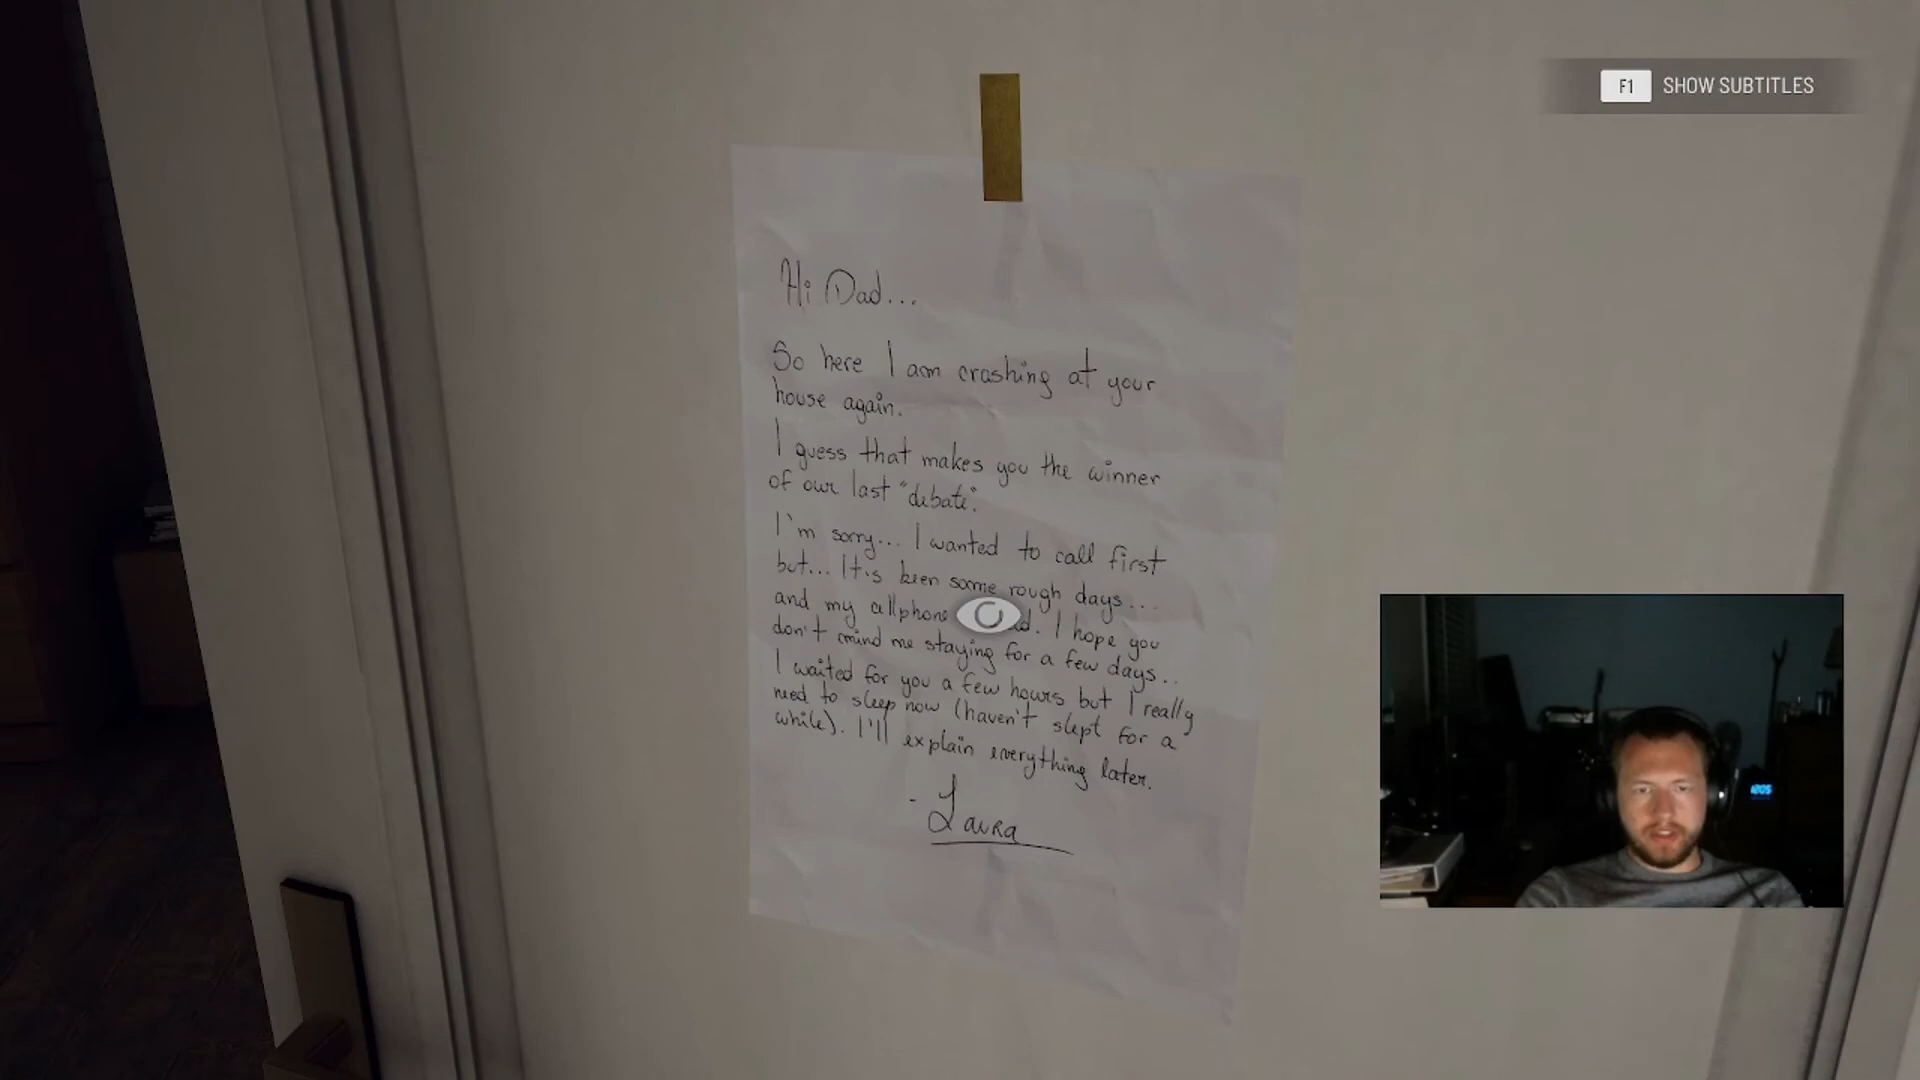 F1 SHOW SUBTITLES
Hi Dad...
So here I am crashing at your
house again.
I guess that makes you the winner
of our last "debate".
I'm sorry... I wanted to call first
but... It's been some rough days...
and my cellphone I hope you
don't mind me staying for a few days..
I waited for you a few hours but I really
need to sleep now (haven't slept for a
while). I'll explain everything later.
- Laura